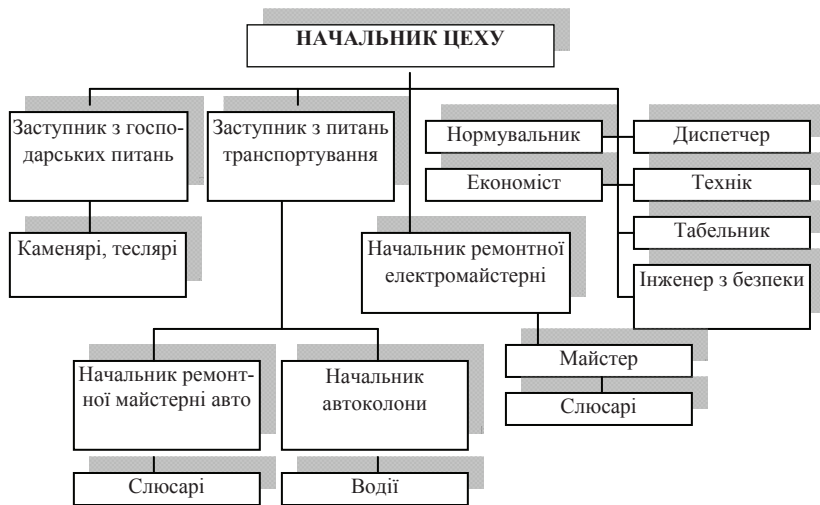 НАЧАЛЬНИК ЦЕХУ
Заступник з госпо-
дарських питань
Заступник з питань
транспортування
Нормувальник
Диспетчер
Економіст
Технік
Каменярі, теслярі
Начальник ремонтної
електромайстерні
Табельник
Інженер з безпеки
Начальник ремонт-
ної майстерні авто
Начальник
автоколони
Майстер
Слюсарі
Слюсарі
Водії